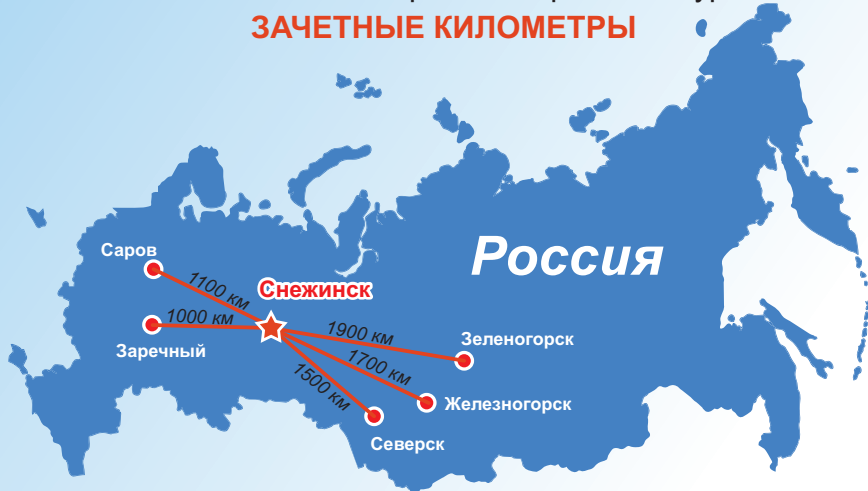 ЗАЧЕТНЫЕ КИЛОМЕТРЫ
Россия
Саров
1100 км
Снежинск
1000 км
Заречный
1900 км
Зеленогорск
1700 км
Железногорск
1500 км
Северск